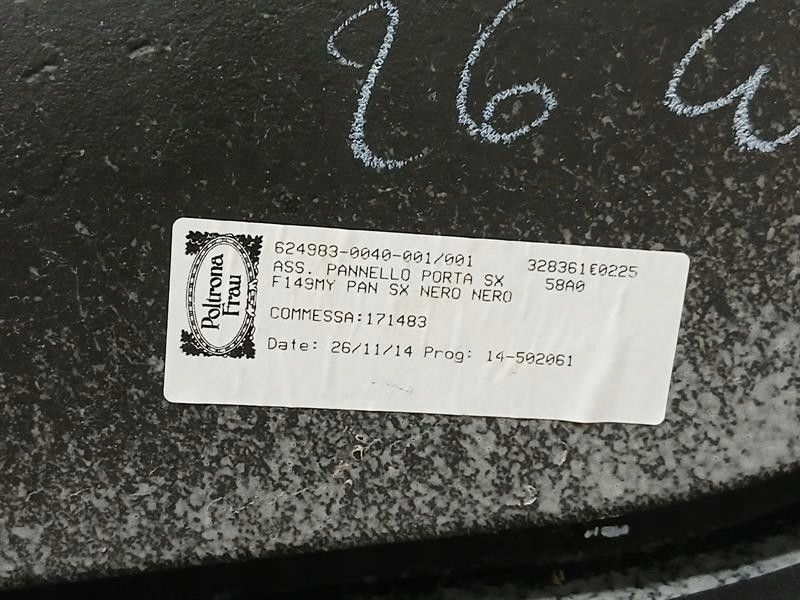 96
Poltrona
Frau
624983-0040-001/001 328361E0225
ASS. PANNELLO PORTA SX 58A0
F149MY PAN SX NERO NERO
COMMESSA:171483
Date: 26/11/14 Prog: 14-502061